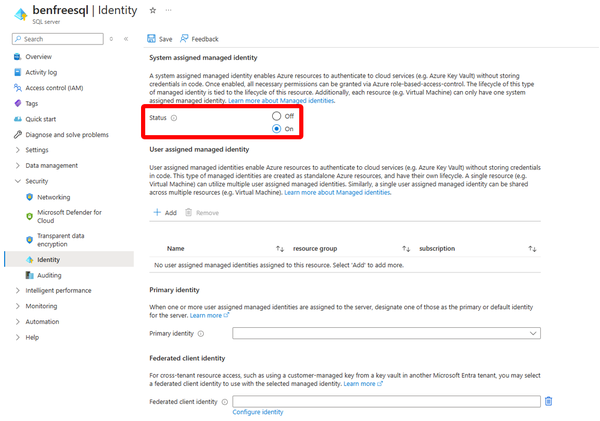 benfreesql | Identity
SQL server
Search
Save
Feedback
Overview
Activity log
Access control (IAM)
Tags
Quick start
Diagnose and solve problems
Settings
Data management
Security
Networking
Microsoft Defender for
Cloud
Transparent data
encryption
Identity
Auditing
Intelligent performance
Monitoring
Automation
Help
System assigned managed identity
A system assigned managed identity enables Azure resources to authenticate to cloud services (e.g. Azure Key Vault) without storing
credentials in code. Once enabled, all necessary permissions can be granted via Azure role-based-access-control. The lifecycle of this
type of managed identity is tied to the lifecycle of this resource. Additionally, each resource (e.g. Virtual Machine) can only have one system
assigned managed identity. Learn more about Managed identities.
Status
Off
On
User assigned managed identity
User assigned managed identities enable Azure resources to authenticate to cloud services (e.g. Azure Key Vault) without storing credentials
in code. This type of managed identities are created as standalone Azure resources, and have their own lifecycle. A single resource (e.g.
Virtual Machine) can utilize multiple user assigned managed identities. Similarly, a single user assigned managed identity can be shared
across multiple resources (e.g. Virtual Machine). Learn more about Managed identities.
Add
Remove
Name resource group subscription
No user assigned managed identities assigned to this resource. Select 'Add' to add more.
Primary identity
When one or more user assigned managed identities are assigned to the server, designate one of those as the primary or default identity
for the server. Learn more
Primary identity
Federated client identity
For cross-tenant resource access, such as using a customer-managed key from a key vault in another Microsoft Entra tenant, you may select
a federated client identity to use with the selected managed identity. Learn more
Federated client identity
Configure identity